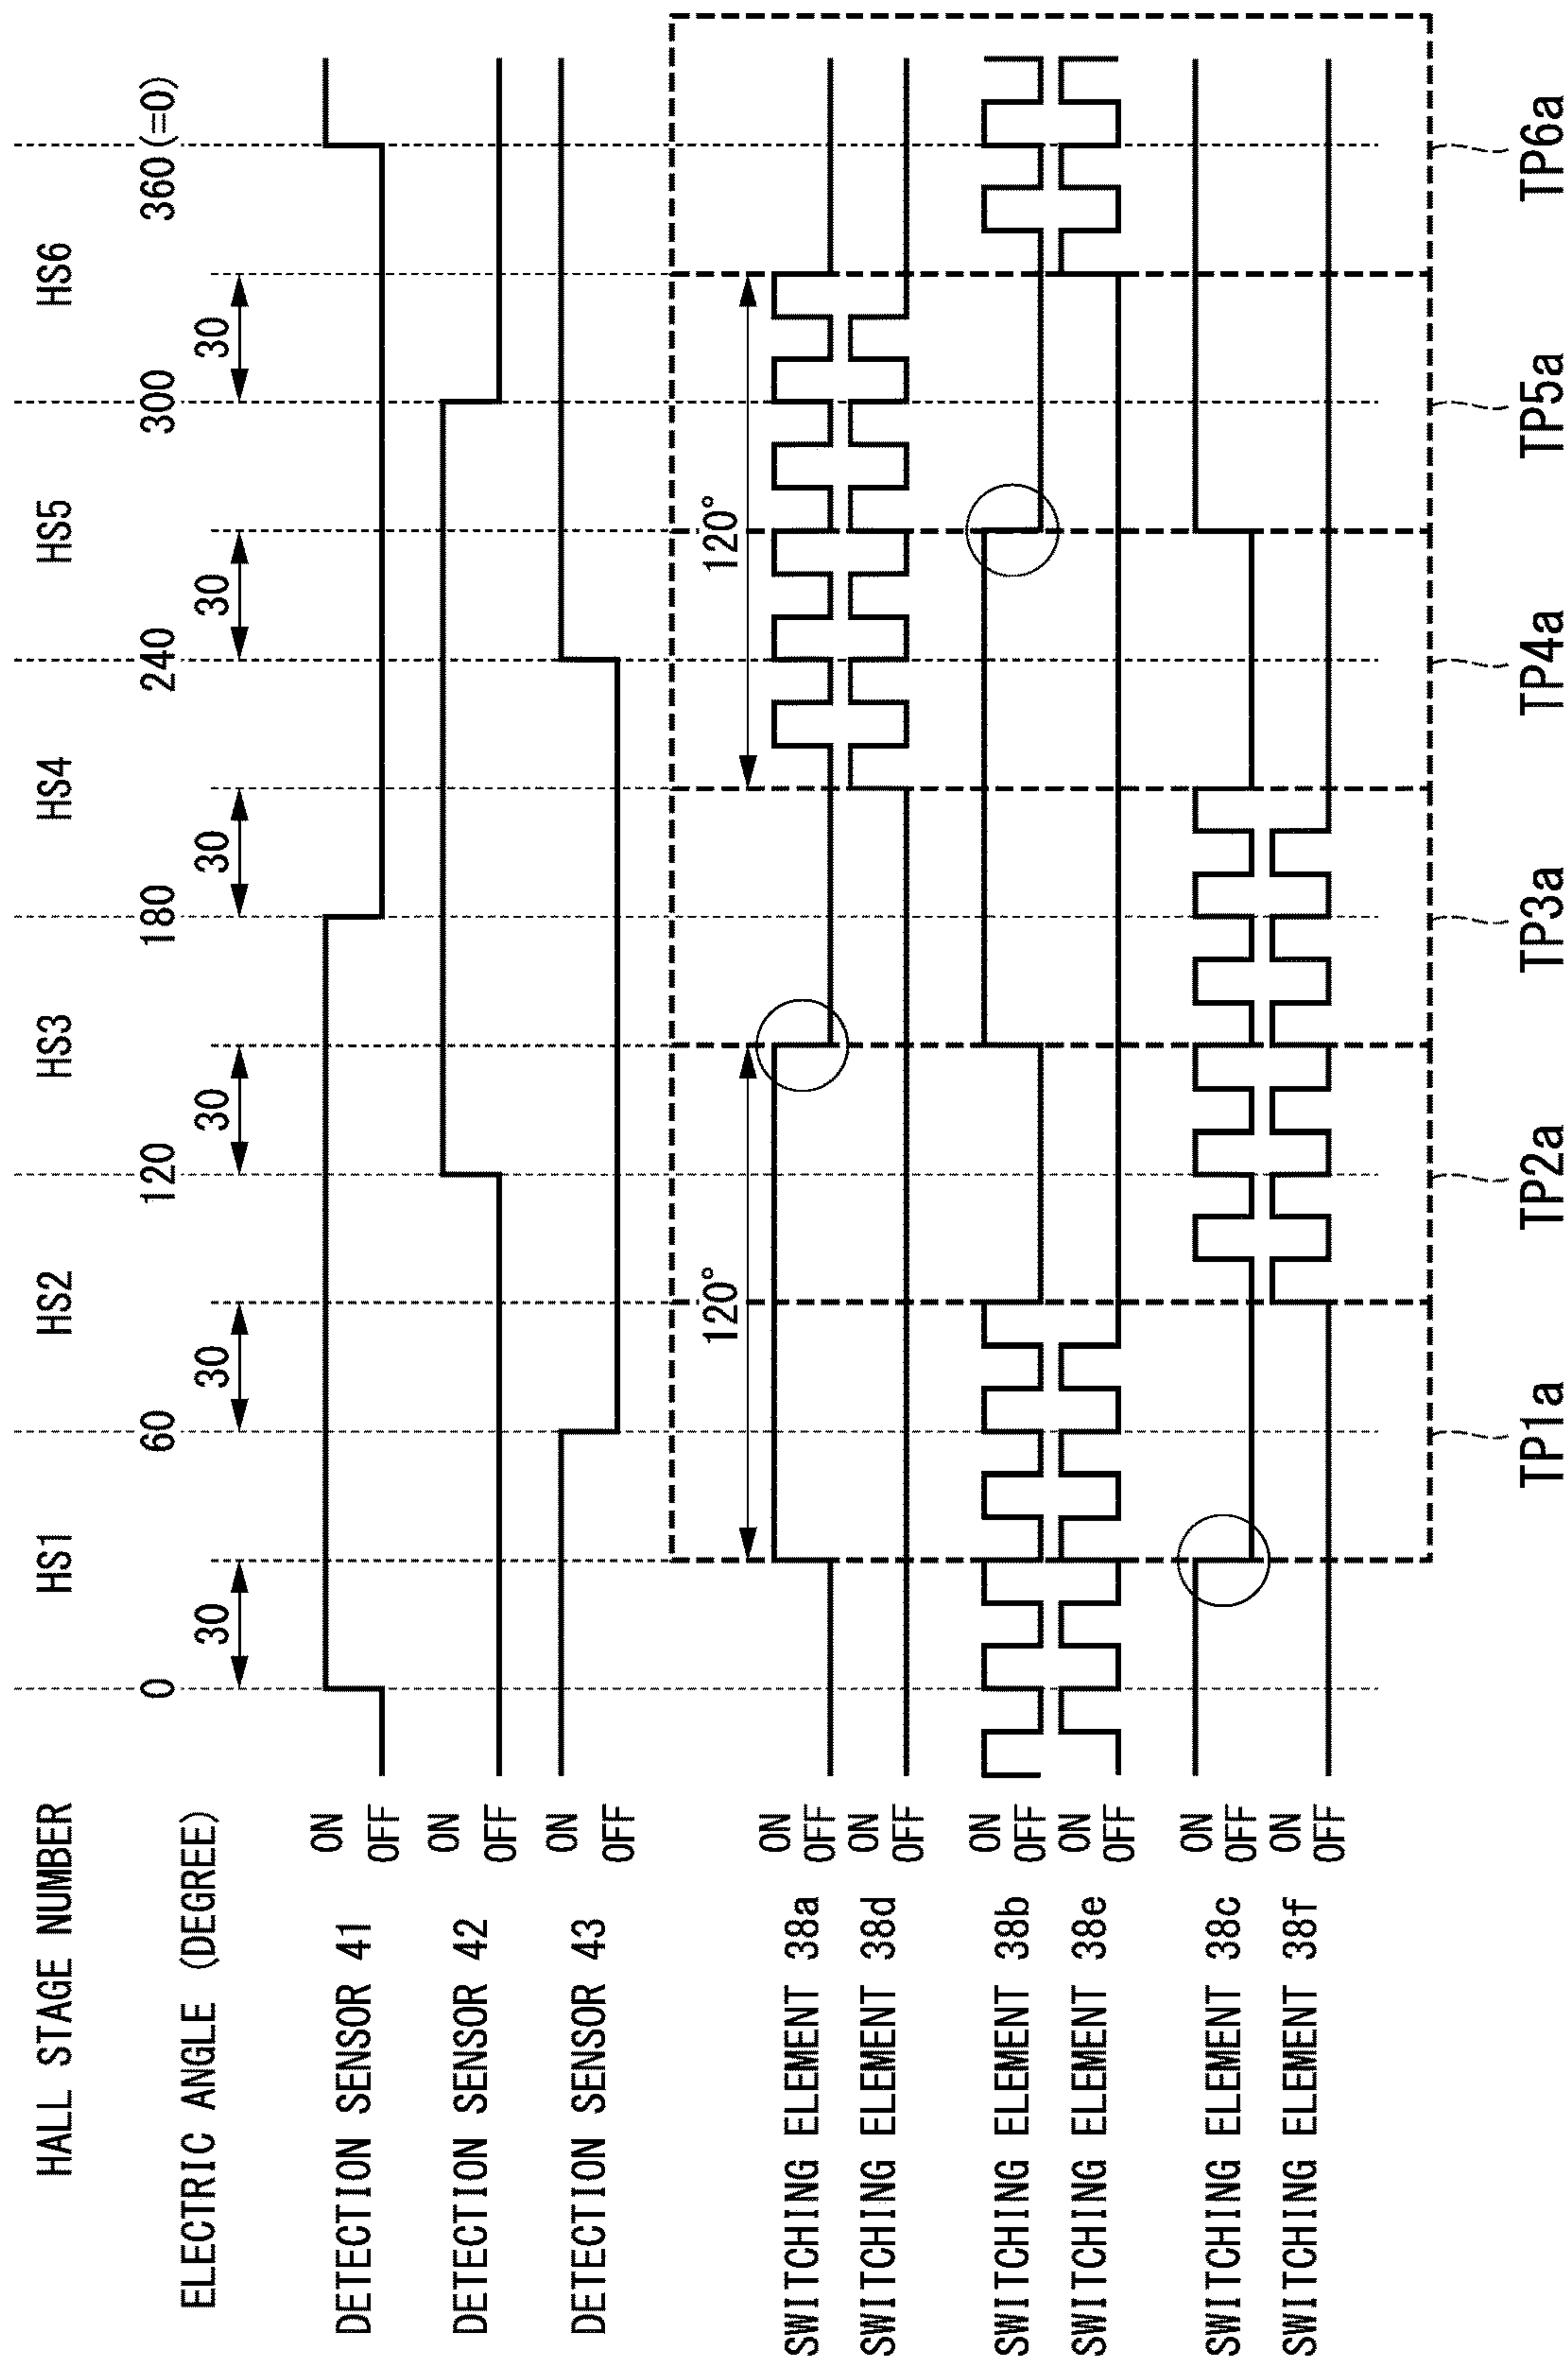 HALL STAGE NUMBER HS1 HS2 HS3 HS4 HS5 HS6
ELECTRIC ANGLE (DEGREE) 0 60 120 180 240 300 360(=0)
30 30 30 30 30 30
DETECTION SENSOR 41 ON
OFF
DETECTION SENSOR 42 ON
OFF
DETECTION SENSOR 43 ON
OFF
120° 120°
SWITCHING ELEMENT 38a ON
OFF
SWITCHING ELEMENT 38d ON
OFF
SWITCHING ELEMENT 38b ON
OFF
SWITCHING ELEMENT 38e ON
OFF
SWITCHING ELEMENT 38c ON
OFF
SWITCHING ELEMENT 38f ON
OFF
TP1a TP2a TP3a TP4a TP5a TP6a